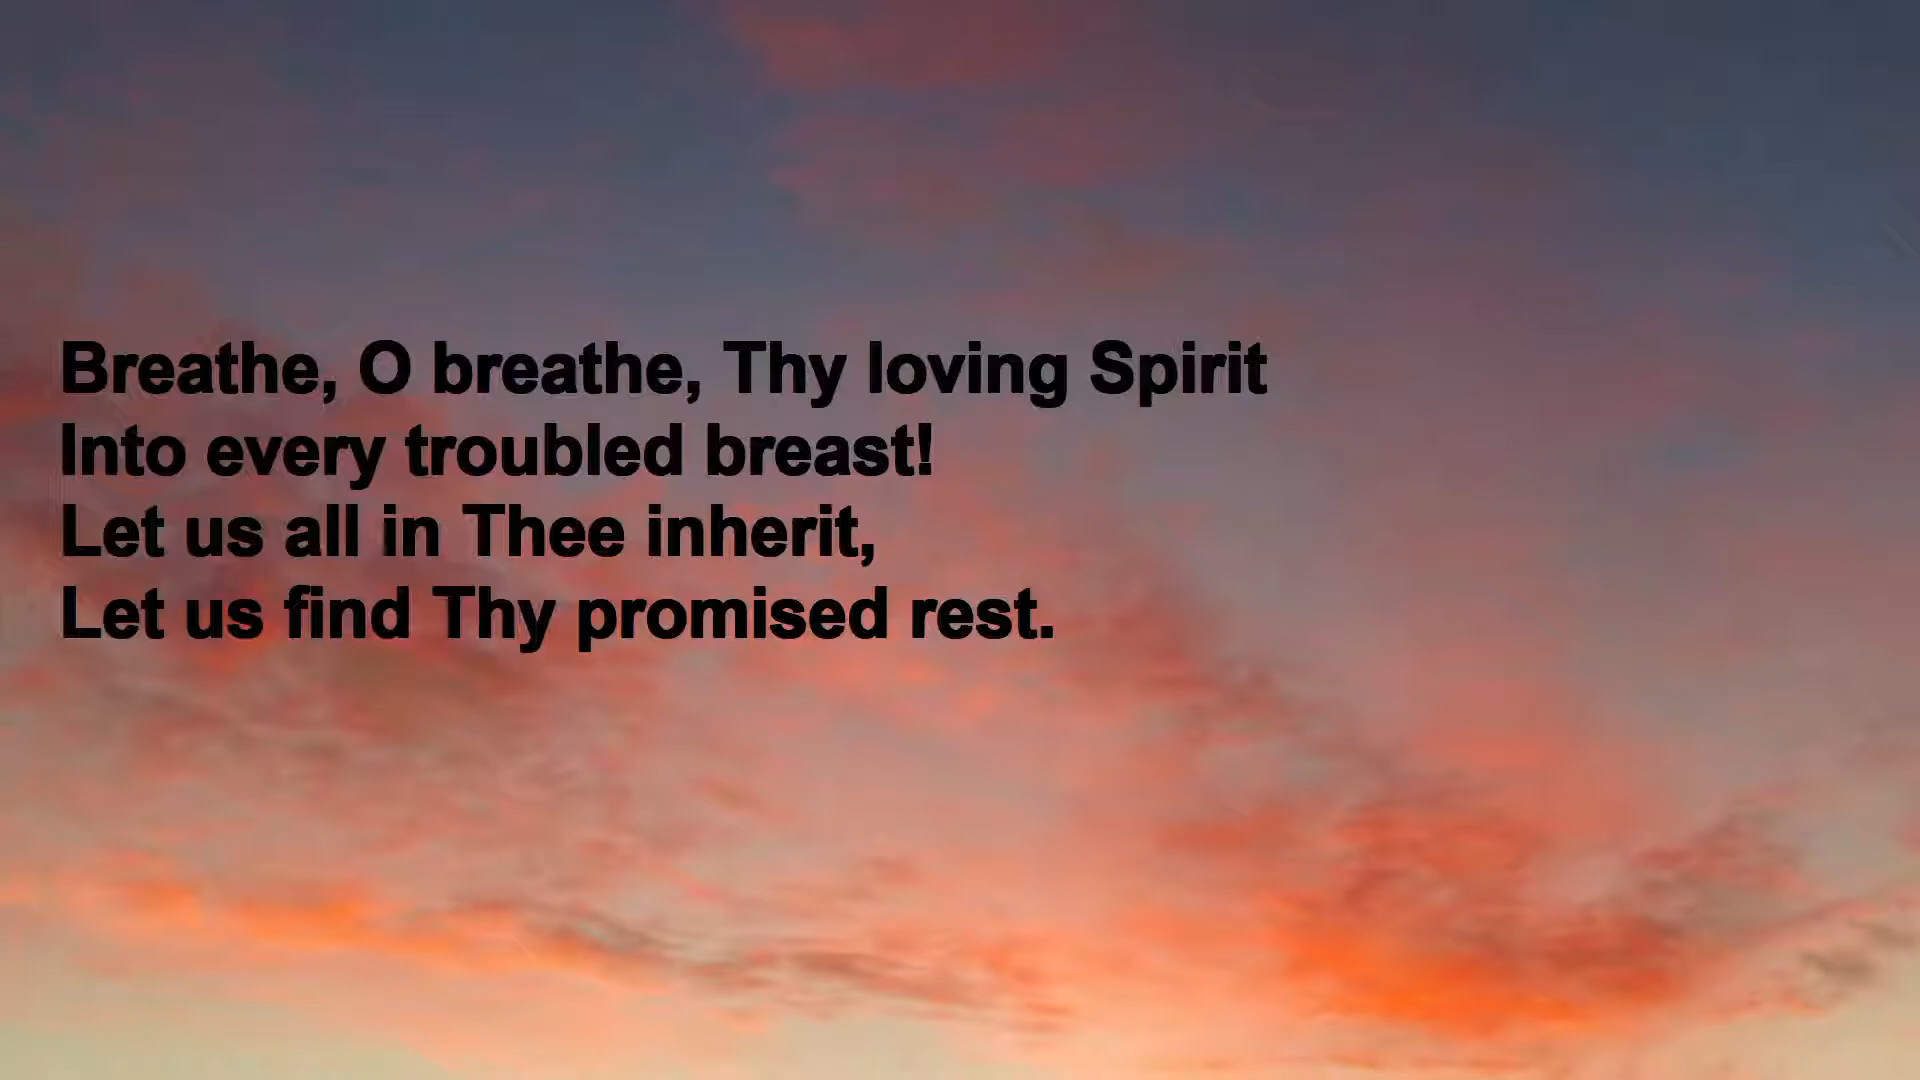 Breathe, O breathe, Thy loving Spirit
Into every troubled breast!
Let us all in Thee inherit,
Let us find Thy promised rest.